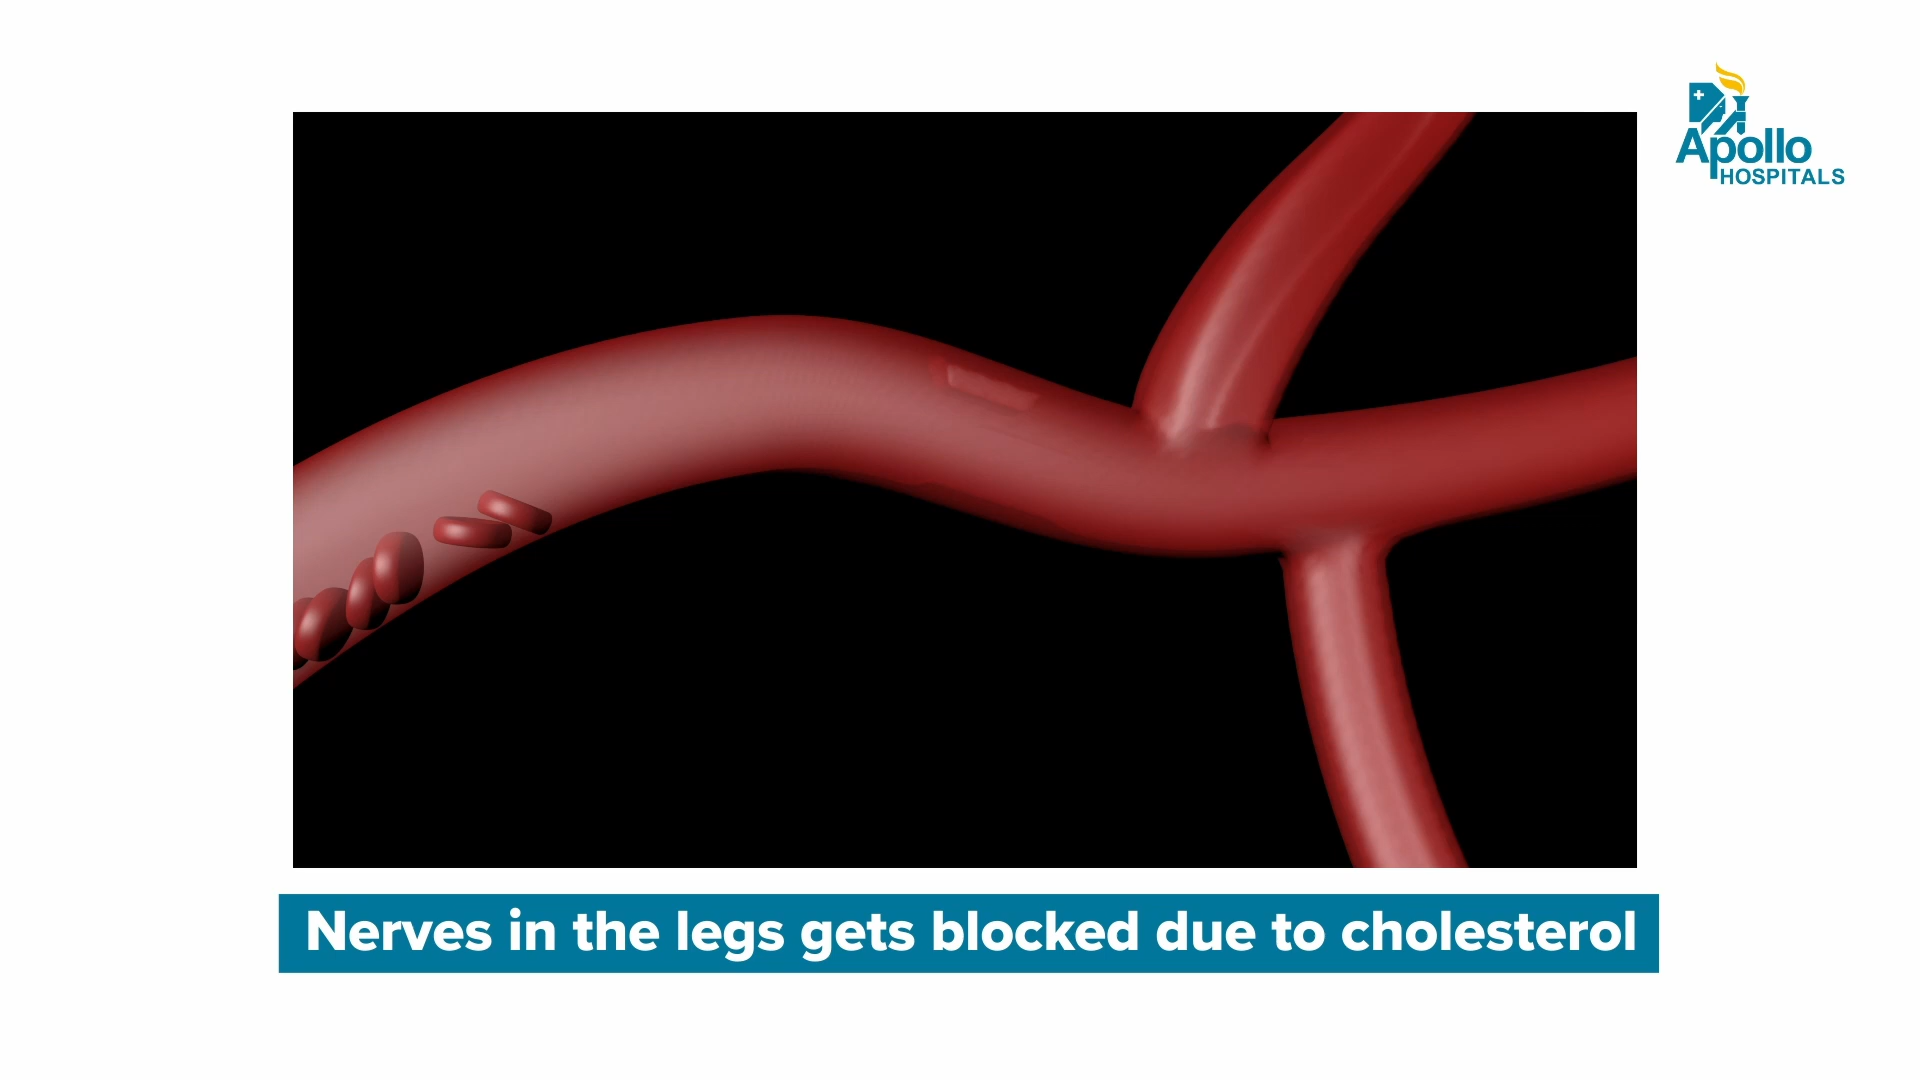 Apollo
HOSPITALS
Nerves in the legs gets blocked due to cholesterol